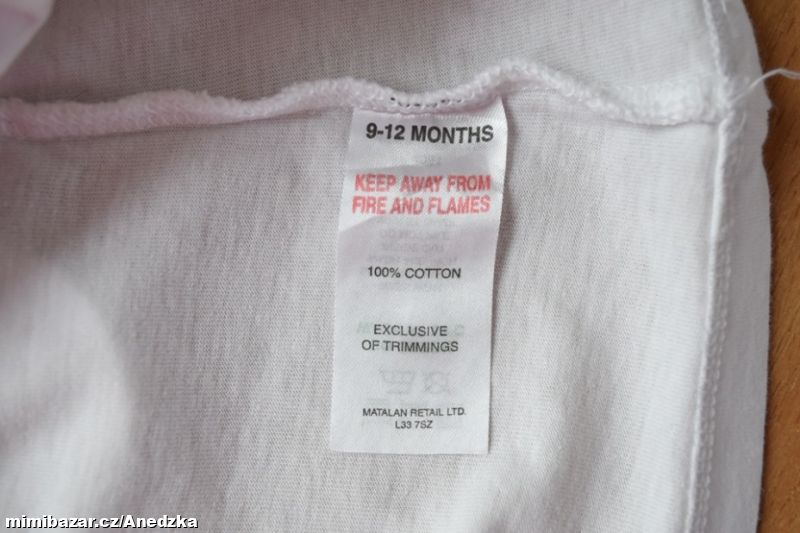 9-12 MONTHS
KEEP AWAY FROM
FIRE AND FLAMES
100% COTTON
EXCLUSIVE
OF TRIMMINGS
MATALAN RETAIL LTD.
L33 7SZ
mimibazar.cz/Anedzka